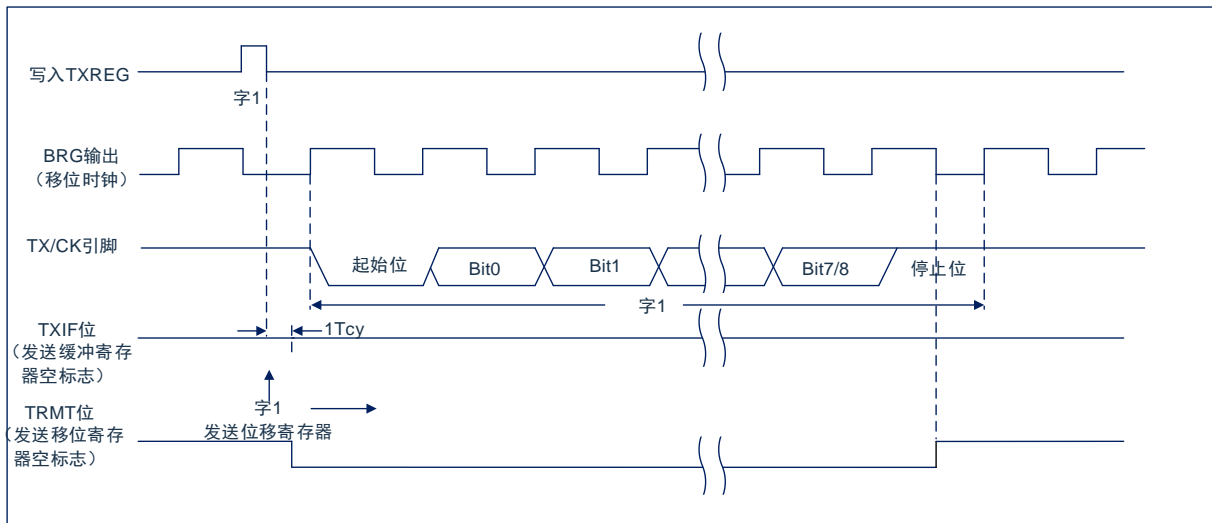 写入TXREG
字1
BRG输出
（移位时钟）
TX/CK引脚
起始位
Bit0
Bit1
Bit7/8
停止位
字1
TXIF位
（发送缓冲寄存
器空标志）
1Tcy
字1
发送位移寄存器
TRMT位
（发送移位寄存
器空标志）